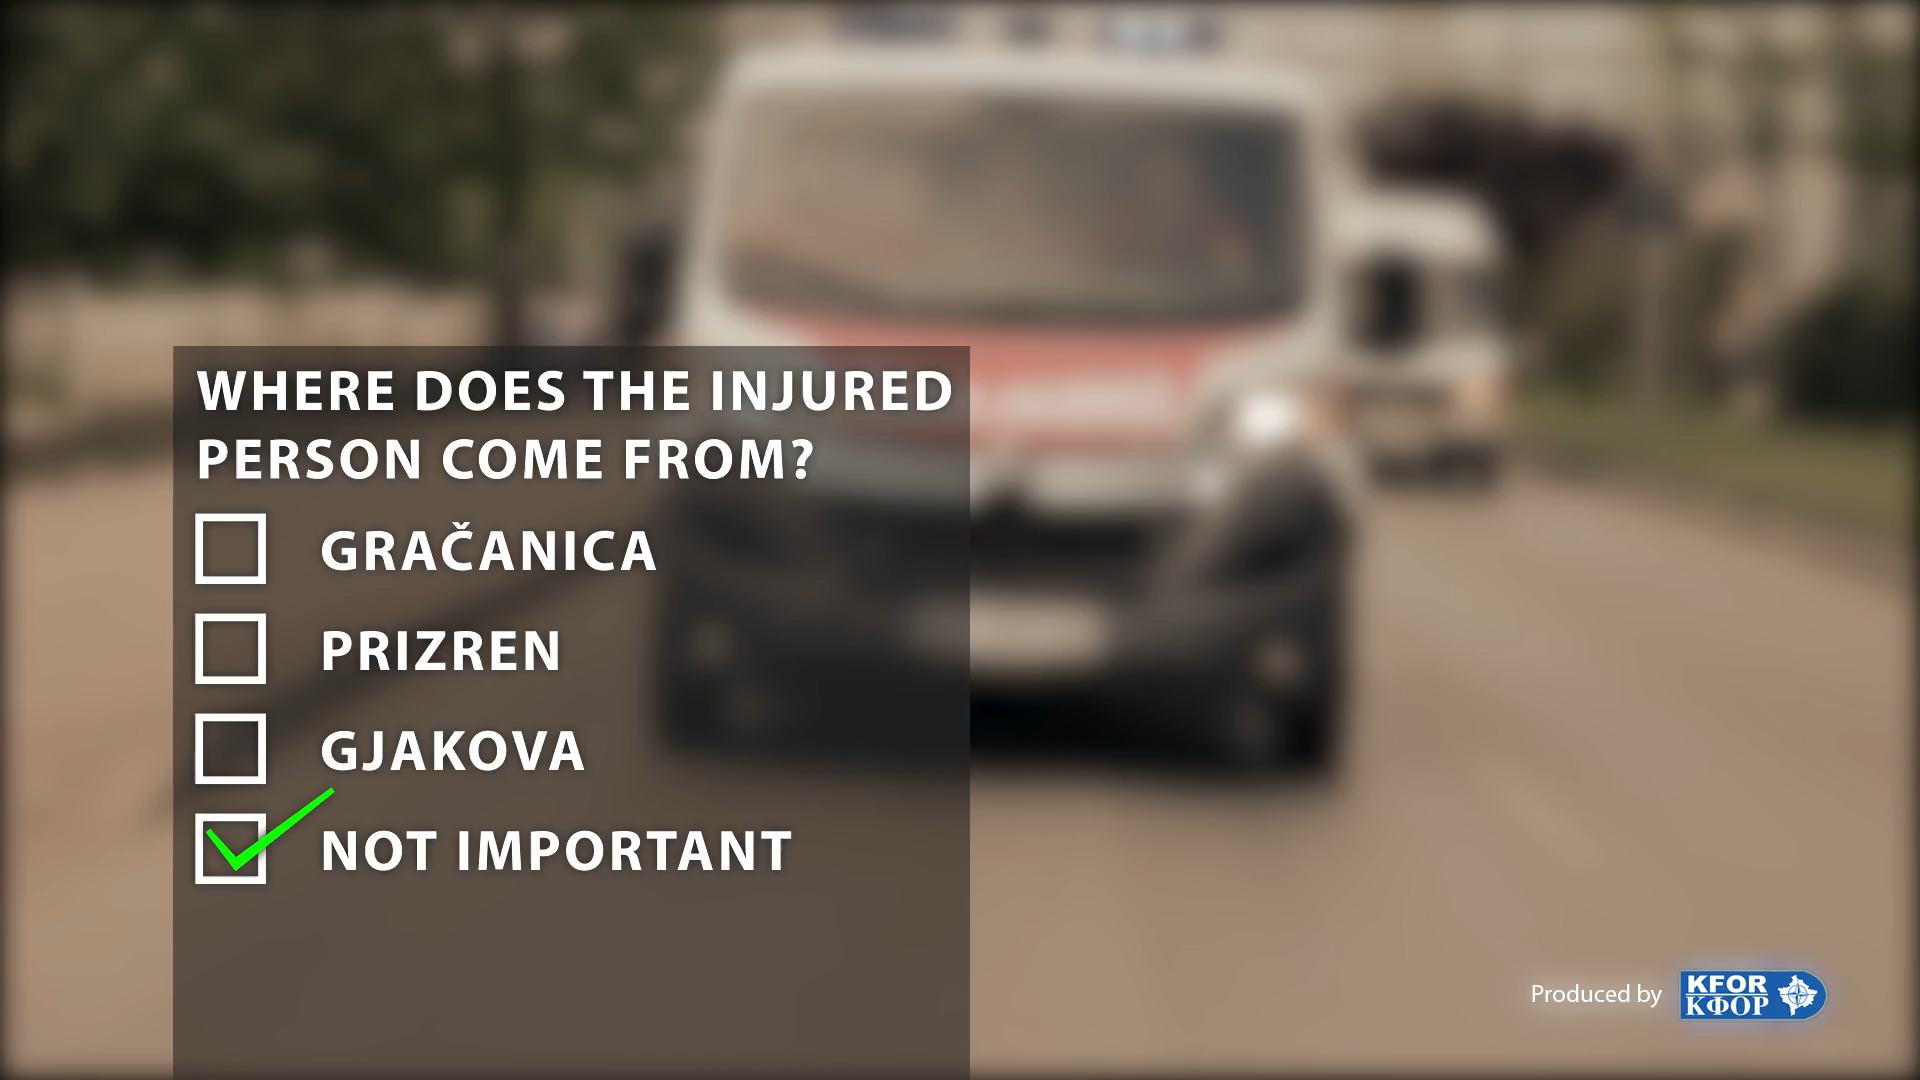 WHERE DOES THE INJURED
PERSON COME FROM?
GRAČANICA
PRIZREN
GJAKOVA
NOT IMPORTANT
Produced by
KFOR
КФОР